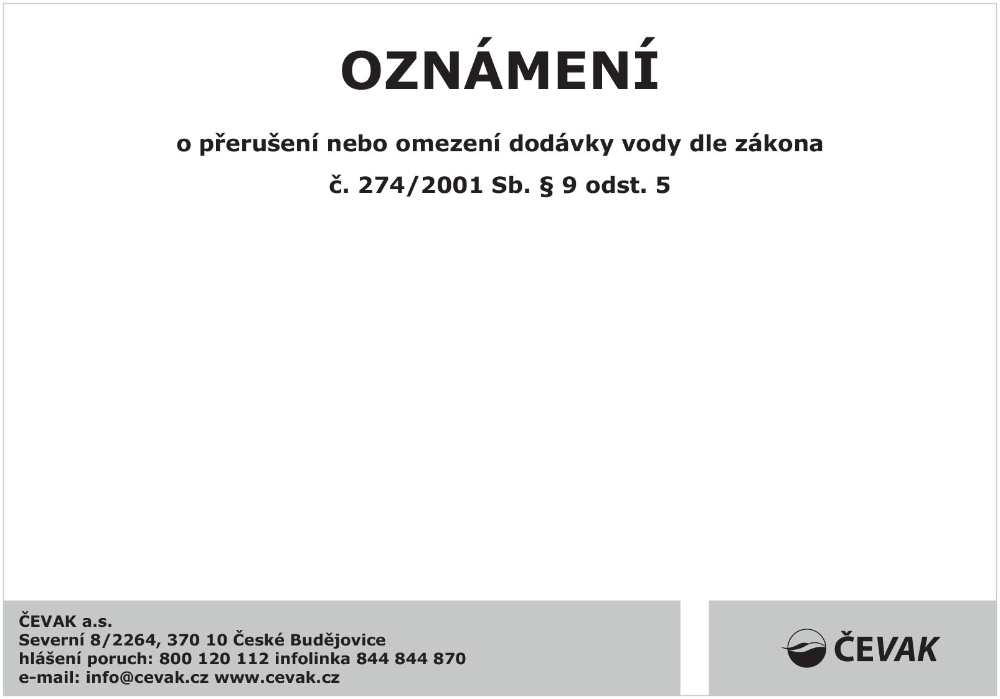 OZNÁMENÍ
o přerušení nebo omezení dodávky vody dle zákona
č. 274/2001 Sb. § 9 odst. 5
ČEVAK a.s.
Severní 8/2264, 370 10 České Budějovice
hlášení poruch: 800 120 112 infolinka 844 844 870
e-mail: info@cevak.cz www.cevak.cz
ČEVAK